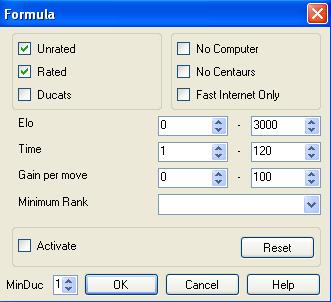 Formula
Unrated
No Computer
Rated
No Centaurs
Ducats
Fast Internet Only
Elo 0 - 3000
Time 1 - 120
Gain per move 0 - 100
Minimum Rank
Activate
Reset
MinDuc 1 OK Cancel Help